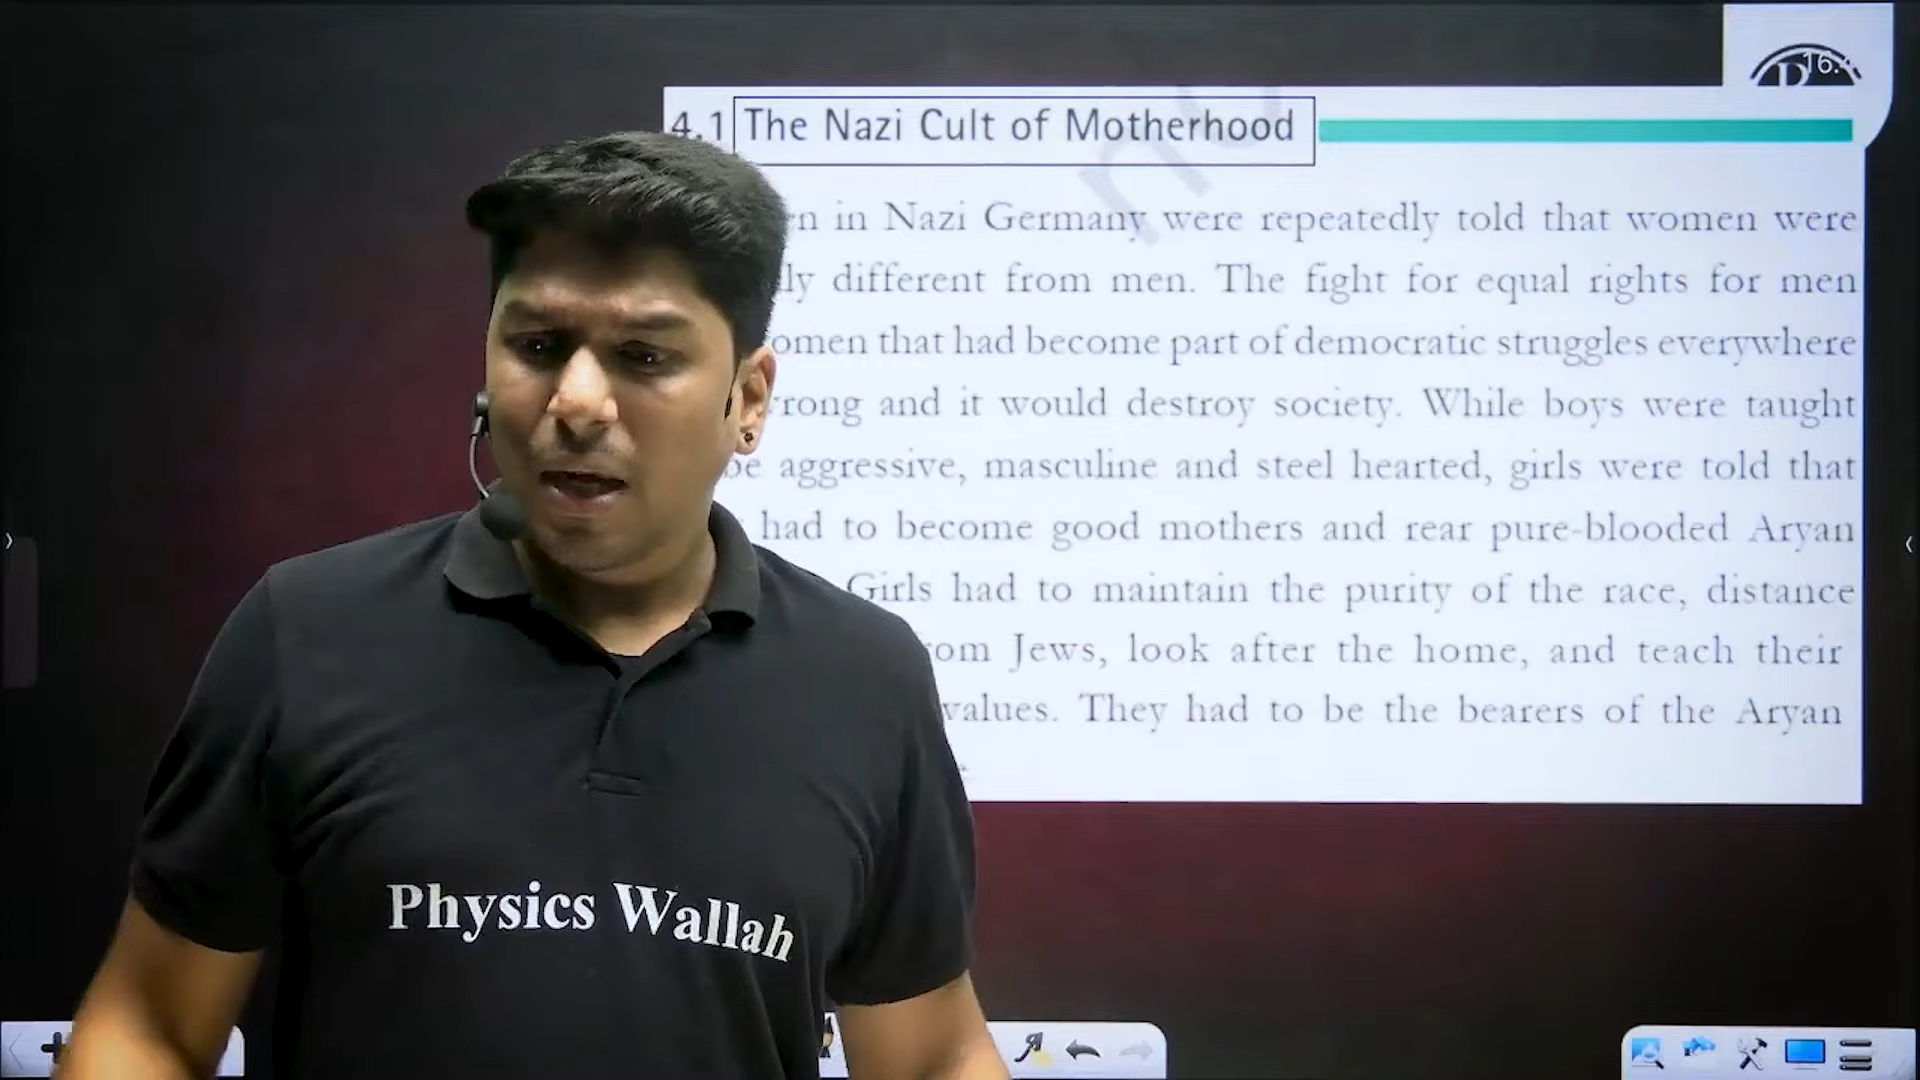 16.
4.1 The Nazi Cult of Motherhood
in Nazi Germany were repeatedly told that women were
different from men. The fight for equal rights for men
that had become part of democratic struggles everywhere
and it would destroy society. While boys were taught
be aggressive, masculine and steel hearted, girls were told that
had to become good mothers and rear pure-blooded Aryan
Girls had to maintain the purity of the race, distance
Jews, look after the home, and teach their
values. They had to be the bearers of the Aryan
Physics Wallah